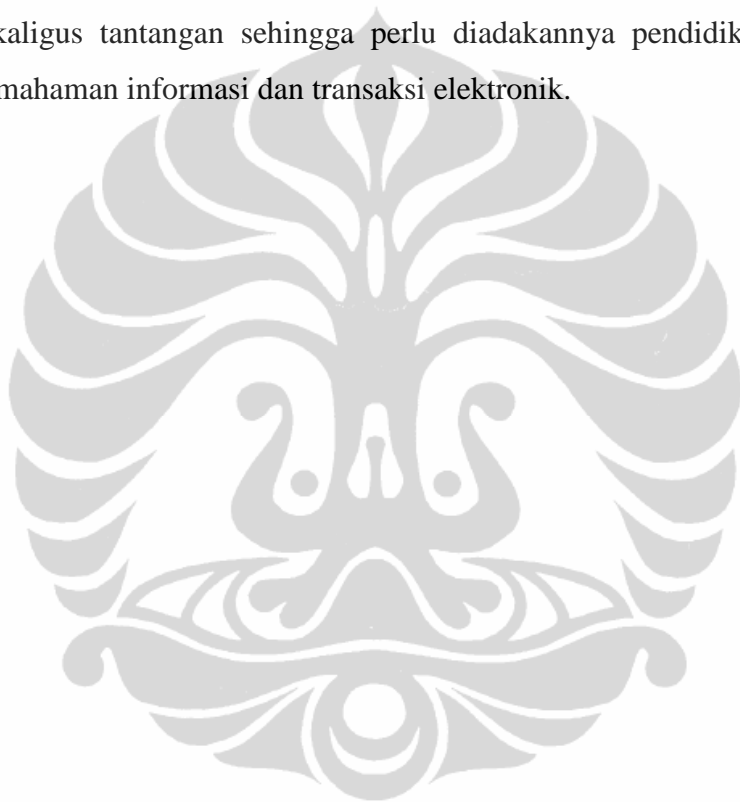 kaligus tantangan sehingga perlu diadakannya pendidik
mahaman informasi dan transaksi elektronik.